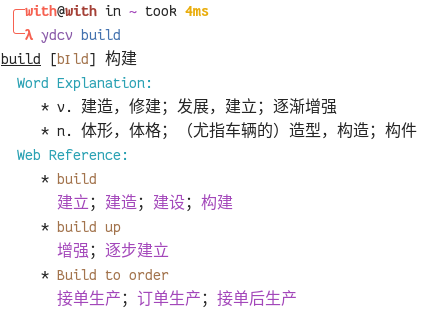 with@with in ~ took 4ms
λ ydcv build
build [bɪld] 构建
Word Explanation:
* v. 建造，修建；发展，建立；逐渐增强
* n. 体形，体格；（尤指车辆的）造型，构造；构件
Web Reference:
* build
建立；建造；建设；构建
* build up
增强；逐步建立
* Build to order
接单生产；订单生产；接单后生产